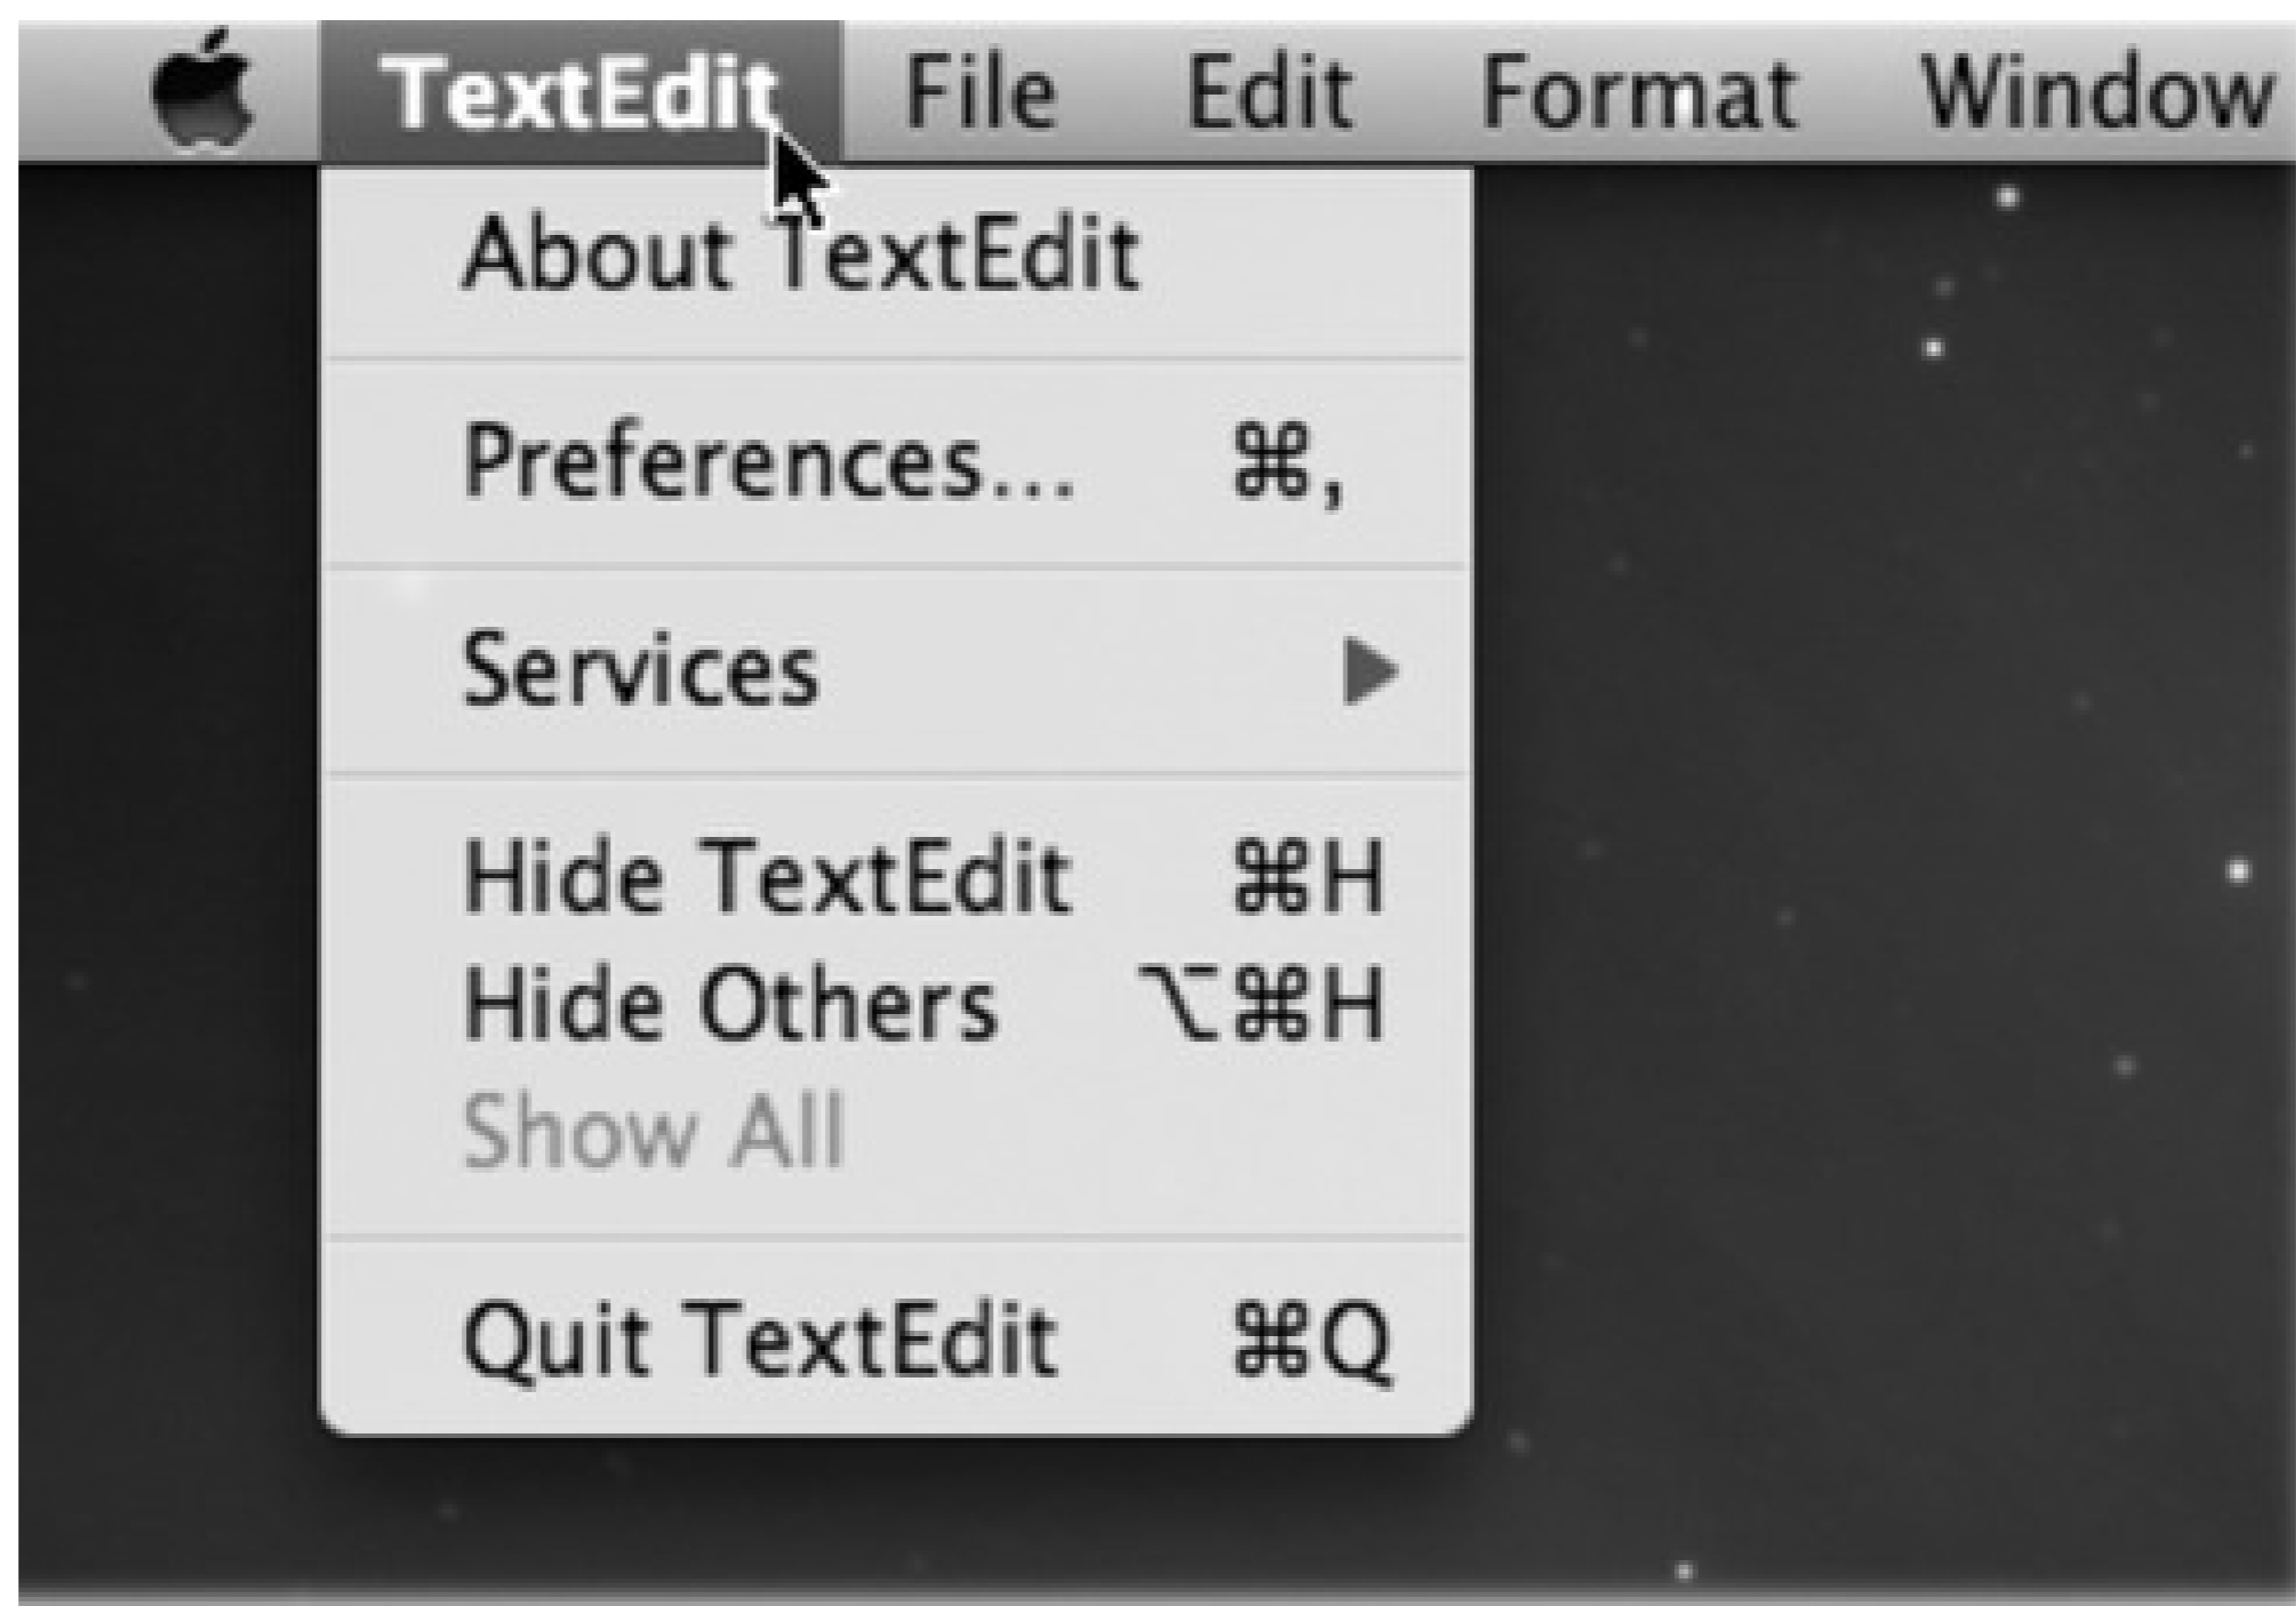 TextEdit File Edit Format Window
About TextEdit
Preferences... ⌘,
Services
Hide TextEdit ⌘H
Hide Others ⌥⌘H
Show All
Quit TextEdit ⌘Q